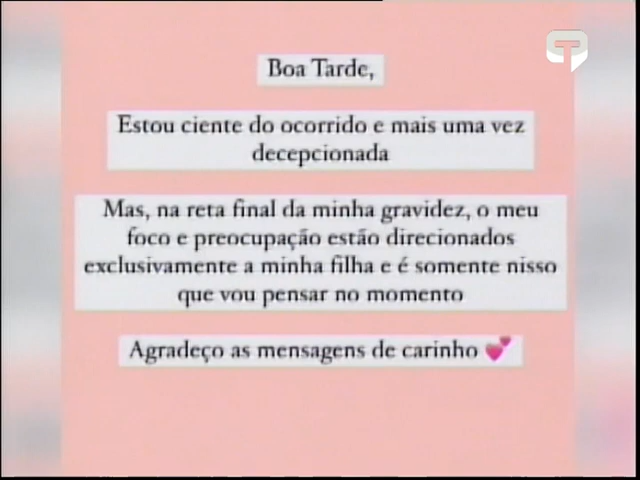 Boa Tarde,
Estou ciente do ocorrido e mais uma vez
decepcionada
Mas, na reta final da minha gravidez, o meu
foco e preocupação estão direcionados
exclusivamente a minha filha e é somente nisso
que vou pensar no momento
Agradeço as mensagens de carinho 💕